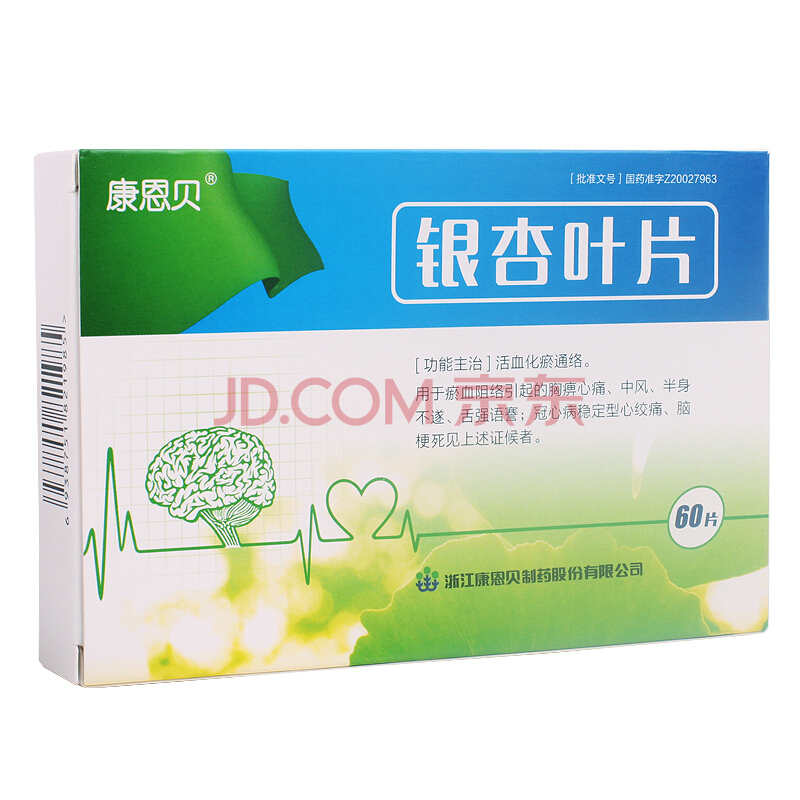 康恩贝®
[批准文号]国药准字Z20027963
银杏叶片
[功能主治]活血化瘀通络。
用于瘀血阻络引起的胸痹心痛、中风、半身
不遂、舌强语謇；冠心病稳定型心绞痛、脑
梗死见上述证候者。
JD.COM 京东
60片
浙江康恩贝制药股份有限公司
6 938751 821985 >